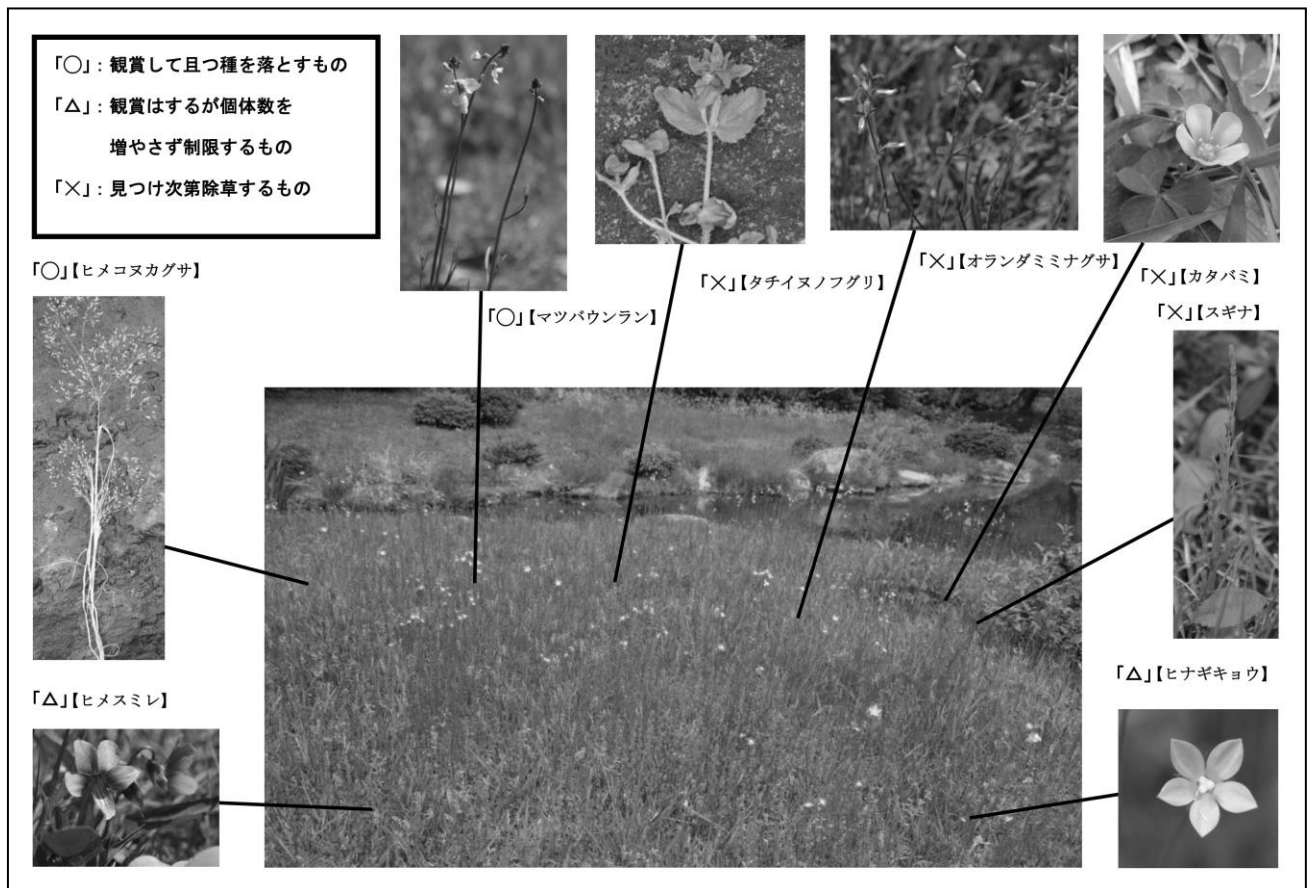 「○」：観賞して且つ種を落とすもの
「△」：観賞はするが個体数を
増やさず制限するもの
「×」：見つけ次第除草するもの
「○」【ヒメコヌカグサ】
「○」【マツバウンラン】
「×」【タチイヌノフグリ】
「×」【オランダミミナグサ】
「×」【カタバミ】
「×」【スギナ】
「△」【ヒメスミレ】
「△」【ヒナギキョウ】